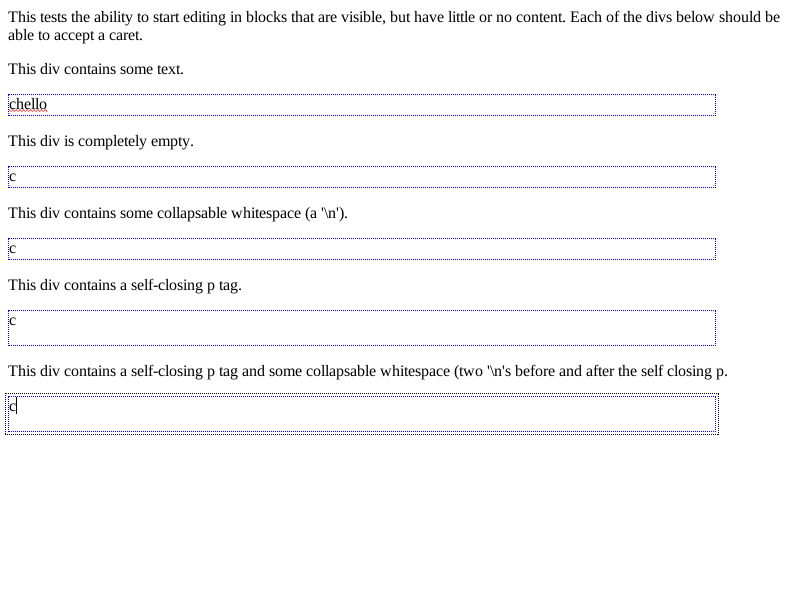 This tests the ability to start editing in blocks that are visible, but have little or no content. Each of the divs below should be
able to accept a caret.
This div contains some text.
chello
This div is completely empty.
c
This div contains some collapsable whitespace (a '\n').
c
This div contains a self-closing p tag.
c
This div contains a self-closing p tag and some collapsable whitespace (two '\n's before and after the self closing p.
c